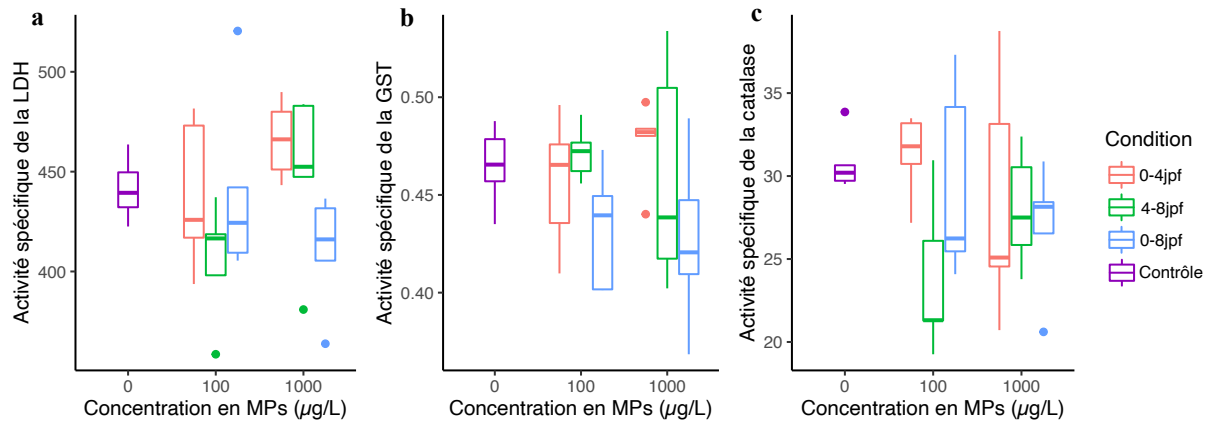 a
Activité spécifique de la LDH
500
450
400
0
100
1000
Concentration en MPs (µg/L)
b
Activité spécifique de la GST
0.50
0.45
0.40
0
100
1000
Concentration en MPs (µg/L)
c
Activité spécifique de la catalase
35
30
25
20
0
100
1000
Concentration en MPs (µg/L)
Condition
0-4jpf
4-8jpf
0-8jpf
Contrôle